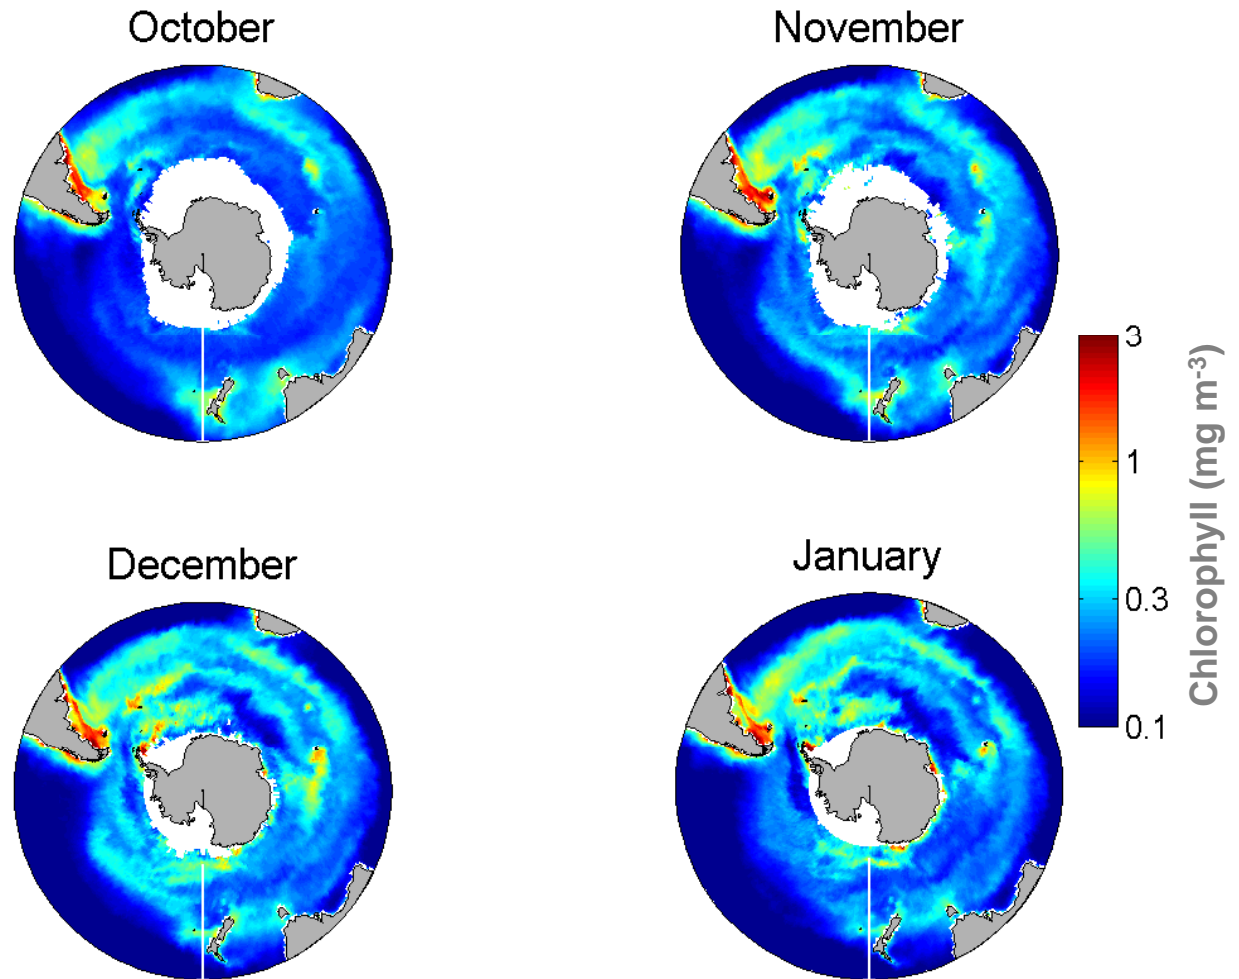 October
November
December
January
3
1
0.3
0.1
Chlorophyll (mg m⁻³)